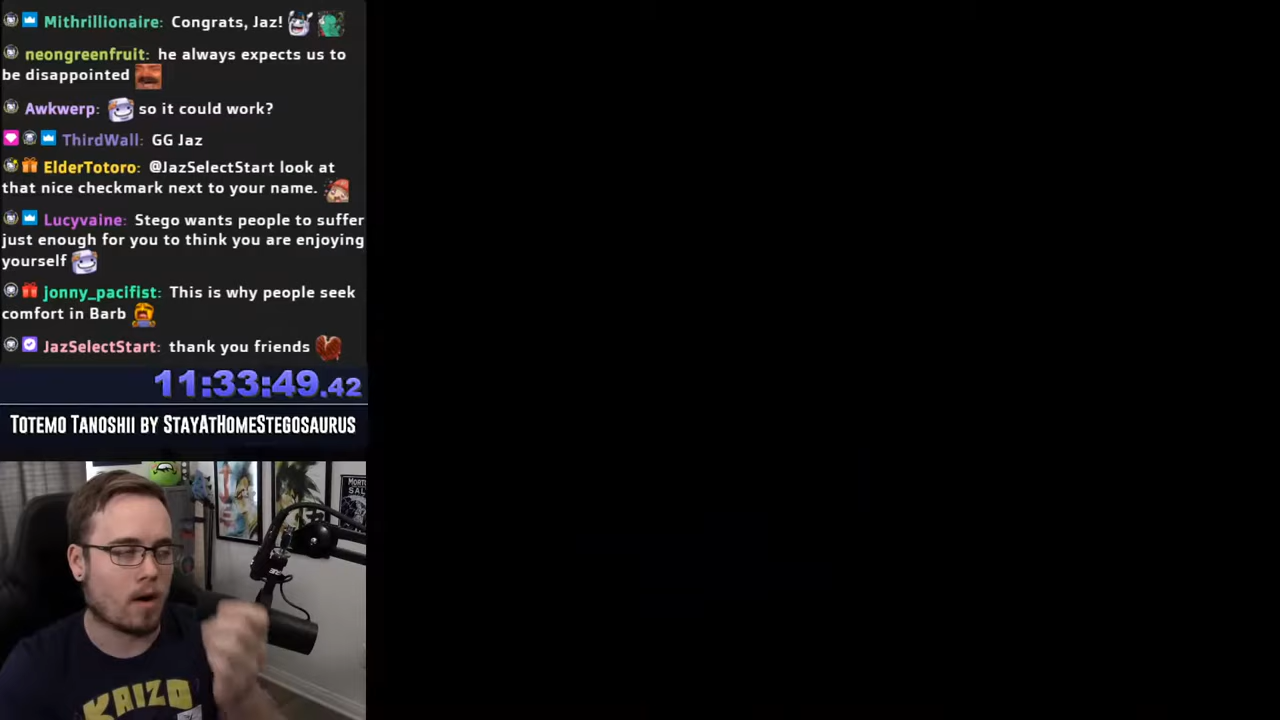 Mithrillionaire: Congrats, Jaz!
neongreenfruit: he always expects us to
be disappointed
Awkwerp: so it could work?
ThirdWall: GG Jaz
ElderTotoro: @JazSelectStart look at
that nice checkmark next to your name.
Lucyvaine: Stego wants people to suffer
just enough for you to think you are enjoying
yourself
jonny_pacifist: This is why people seek
comfort in Barb
JazSelectStart: thank you friends
11:33:49.42
TOTEMO TANOSHII BY STAYATHOMESTEGOSAURUS
MORTON
SAL
KAIZO